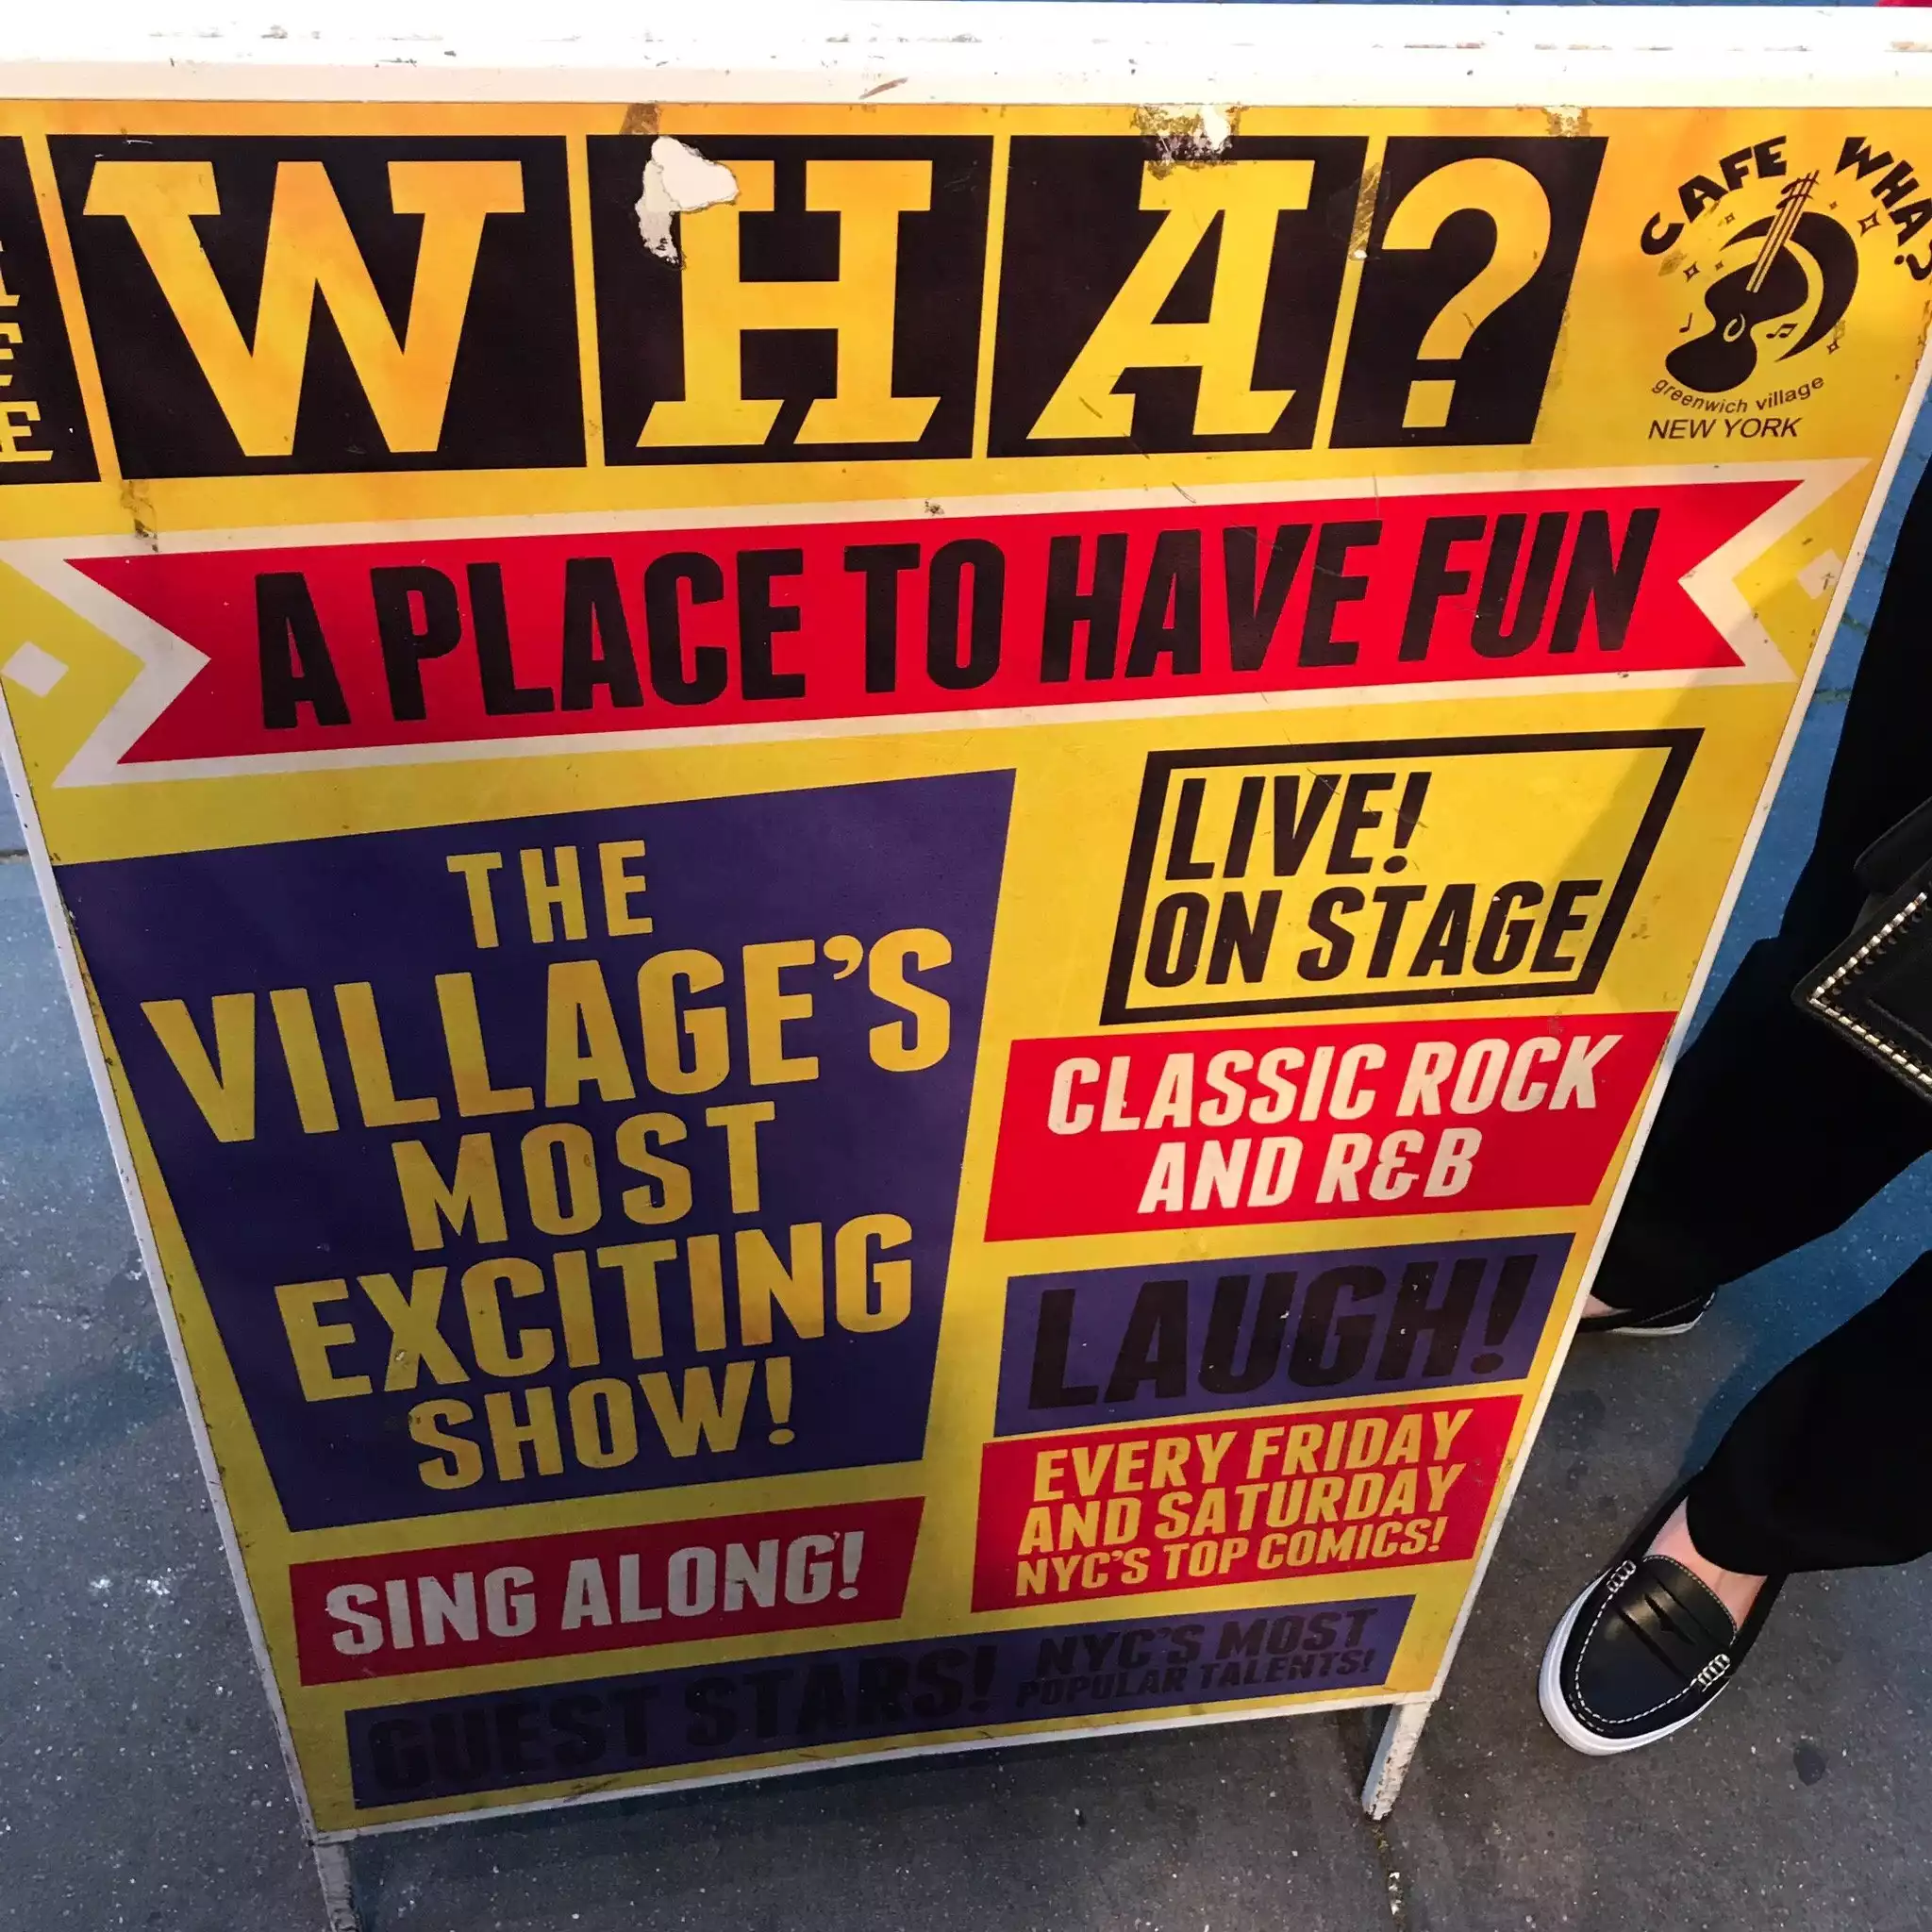 WHA?
CAFE WHA?
greenwich village
NEW YORK
A PLACE TO HAVE FUN
THE
VILLAGE'S
MOST
EXCITING
SHOW!
LIVE!
ON STAGE
CLASSIC ROCK
AND R&B
LAUGH!
EVERY FRIDAY
AND SATURDAY
NYC'S TOP COMICS!
SING ALONG!
GUEST STARS!
NYC'S MOST
POPULAR TALENTS!